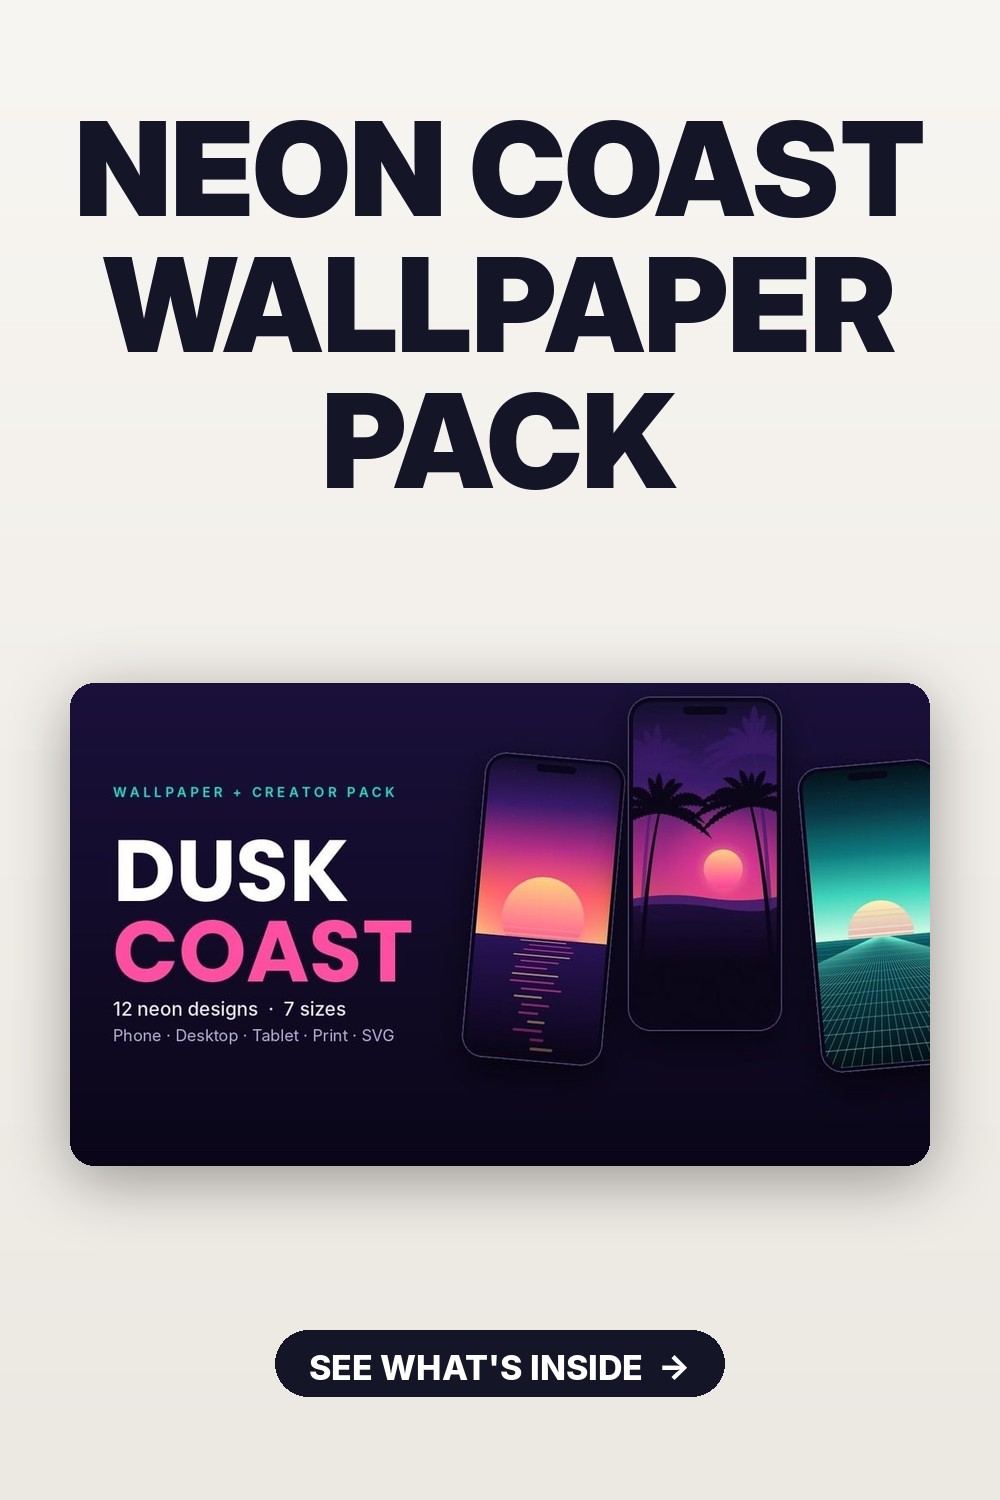 NEON COAST
WALLPAPER
PACK
WALLPAPER + CREATOR PACK
DUSK
COAST
12 neon designs · 7 sizes
Phone · Desktop · Tablet · Print · SVG
SEE WHAT'S INSIDE →